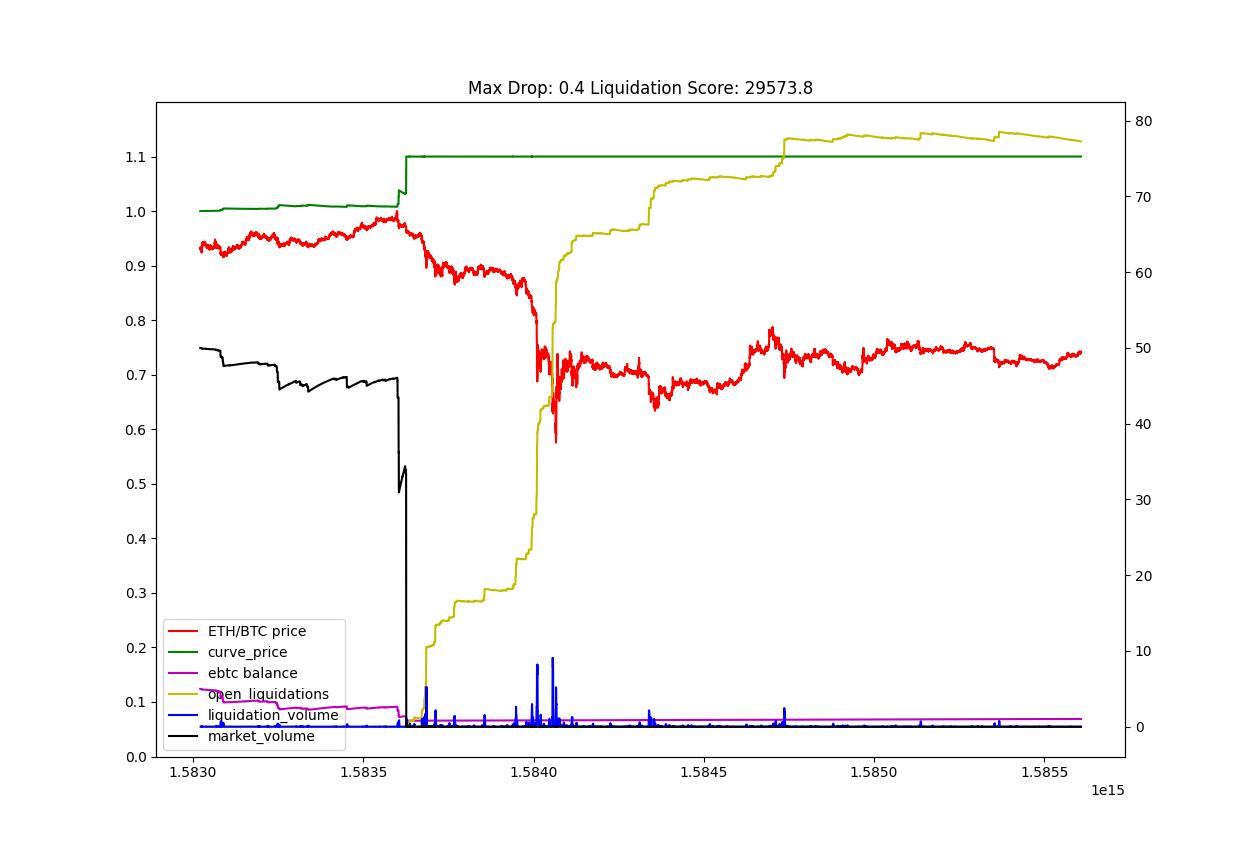 Max Drop: 0.4 Liquidation Score: 29573.8
1.1
1.0
0.9
0.8
0.7
0.6
0.5
0.4
0.3
0.2
0.1
0.0
80
70
60
50
40
30
20
10
0
ETH/BTC price
curve_price
ebtc balance
open_liquidations
liquidation_volume
market_volume
1.5830 1.5835 1.5840 1.5845 1.5850 1.5855
1e15